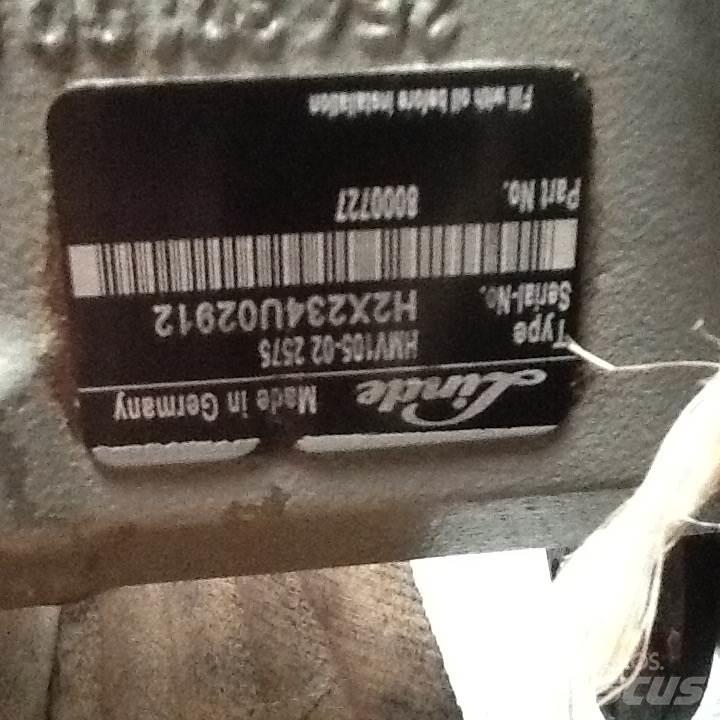 Linde Made in Germany
Type HMV105-02 2575
Serial-No. H2X234U02912
Part No. 8000727
Fill with oil before installation